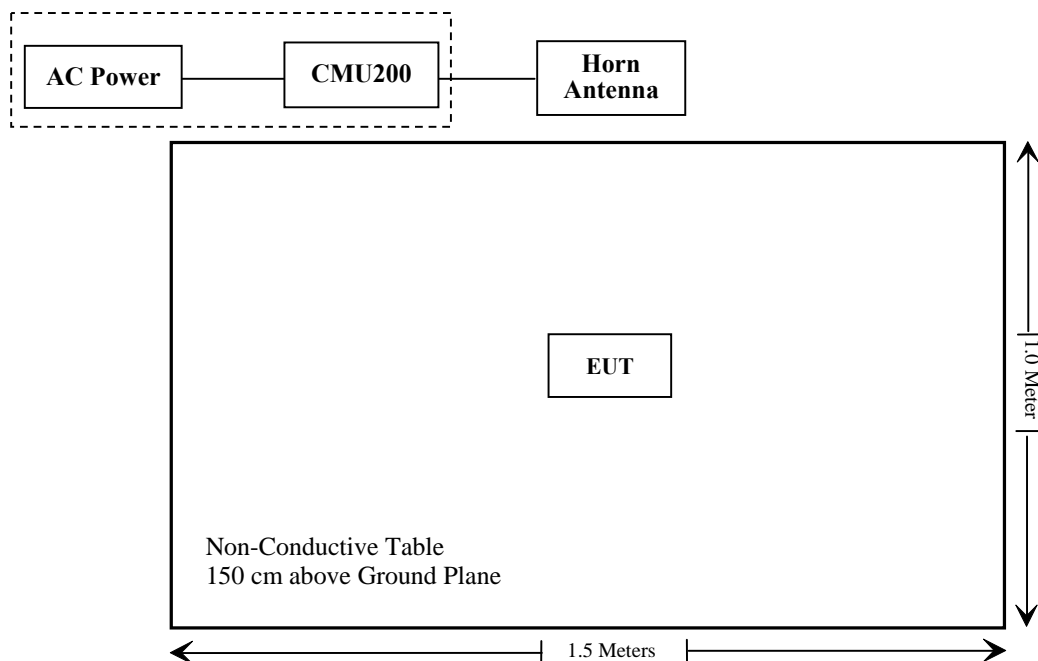 AC Power
CMU200
Horn
Antenna
EUT
1.0 Meter
Non-Conductive Table
150 cm above Ground Plane
1.5 Meters